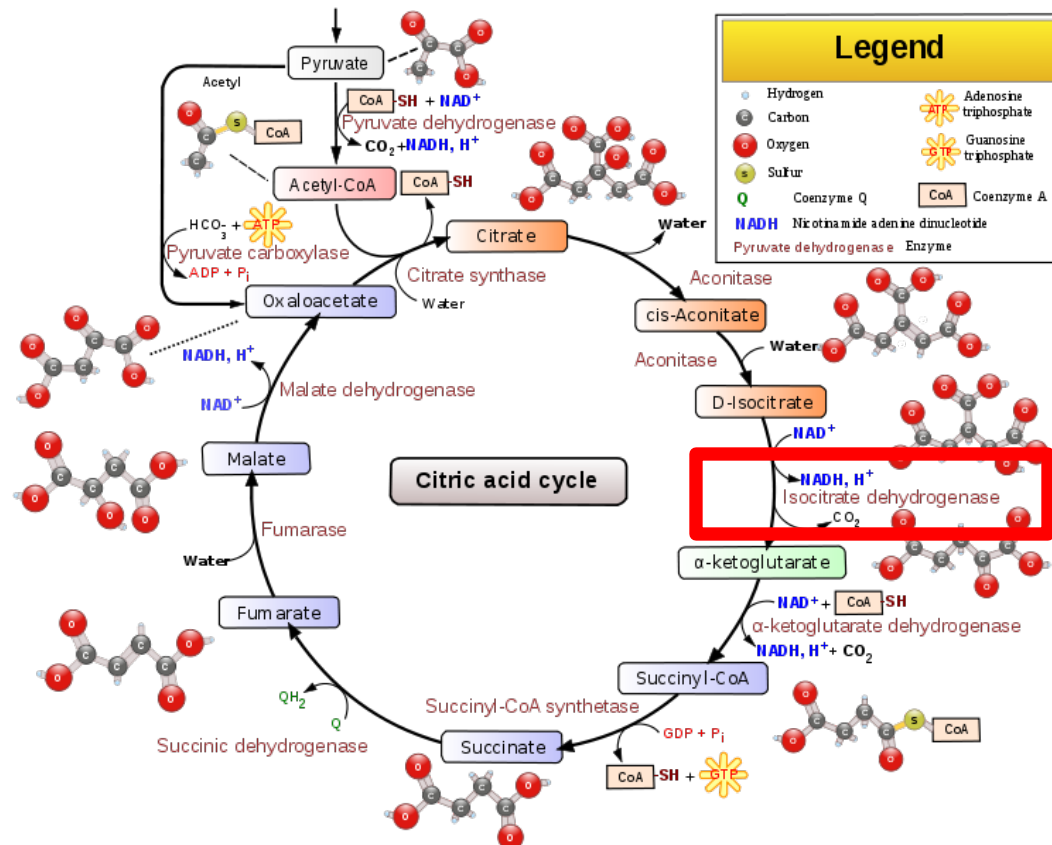 Legend
Hydrogen
Carbon
Oxygen
Sulfur
Q Coenzyme Q
NADH Nicotinamide adenine dinucleotide
Pyruvate dehydrogenase Enzyme
ATP Adenosine triphosphate
GTP Guanosine triphosphate
CoA Coenzyme A
Pyruvate
Acetyl
CoA-SH + NAD⁺
Pyruvate dehydrogenase
CO₂+NADH, H⁺
S CoA
Acetyl-CoA
CoA-SH
HCO₃- + ATP
Pyruvate carboxylase
ADP + Pᵢ
Citrate
Citrate synthase
Water
Oxaloacetate
Water
Aconitase
cis-Aconitate
Aconitase
Water
D-Isocitrate
NAD⁺
NADH, H⁺
Isocitrate dehydrogenase
CO₂
α-ketoglutarate
NAD⁺ + CoA-SH
α-ketoglutarate dehydrogenase
NADH, H⁺ + CO₂
Succinyl-CoA
S CoA
Succinyl-CoA synthetase
GDP + Pᵢ
CoA-SH + GTP
Succinate
QH₂
Q
Succinic dehydrogenase
Fumarate
Water
Fumarase
Malate
NADH, H⁺
Malate dehydrogenase
NAD⁺
Citric acid cycle